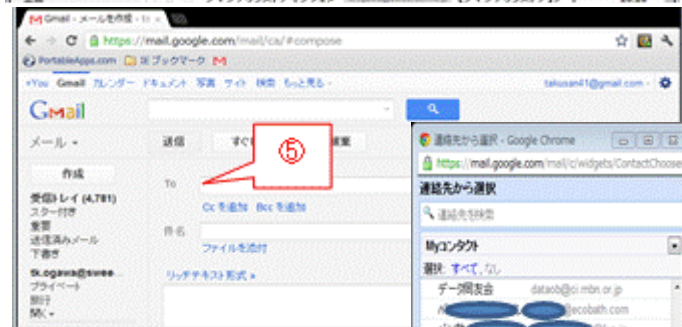 Gmail - メールを作成 -
https://mail.google.com/mail/ca/#compose
PortableApps.com
IE ブックマーク
+You Gmail カレンダー ドキュメント 写真 サイト 検索 もっと見る -
takusan41@gmail.com
Gmail
メール
送信
すぐ
破棄
⑤
作成
受信トレイ (4,781)
スター付き
重要
送信済みメール
下書き
tk.ogawa@swee...
プライベート
旅行
To
Cc を追加 Bcc を追加
件名
ファイルを添付
リッチテキスト形式 »
連絡先から選択 - Google Chrome
https://mail.google.com/mail/c/widgets/ContactChoose
連絡先から選択
連絡先を検索
Myコンタクト
選択: すべて, なし
データ関友会 dataob@ci.mbn.or.jp
@ecobath.com